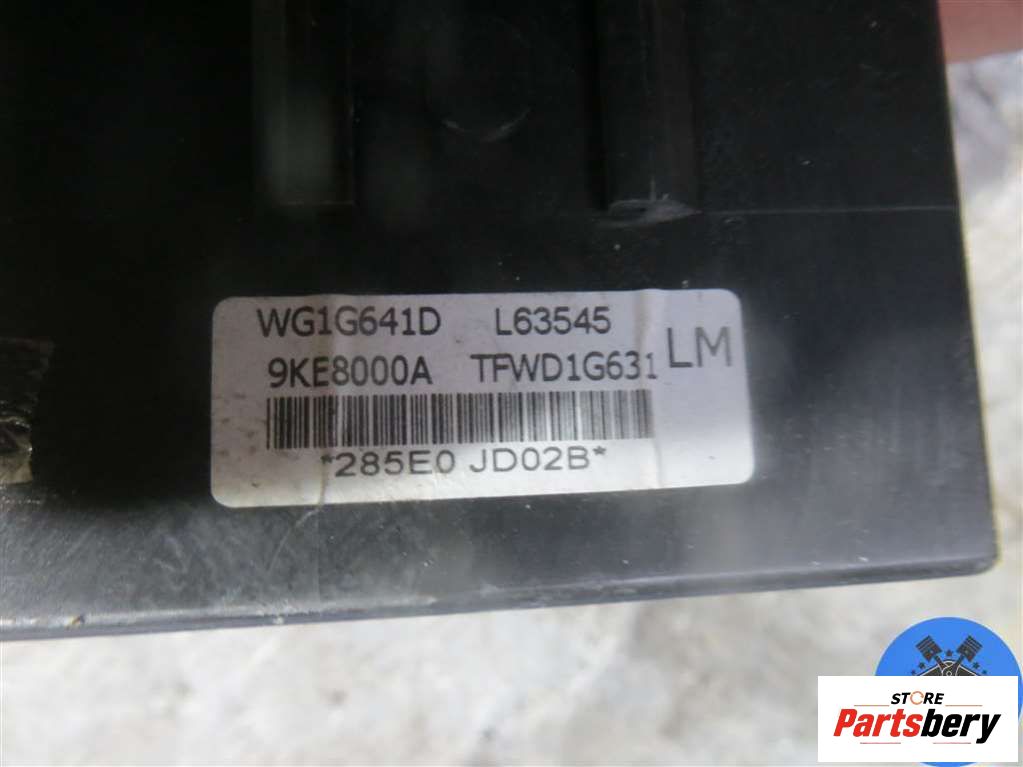 WG1G641D L63545
9KE8000A TFWD1G631 LM
*285E0 JD02B*
STORE
Partsbery